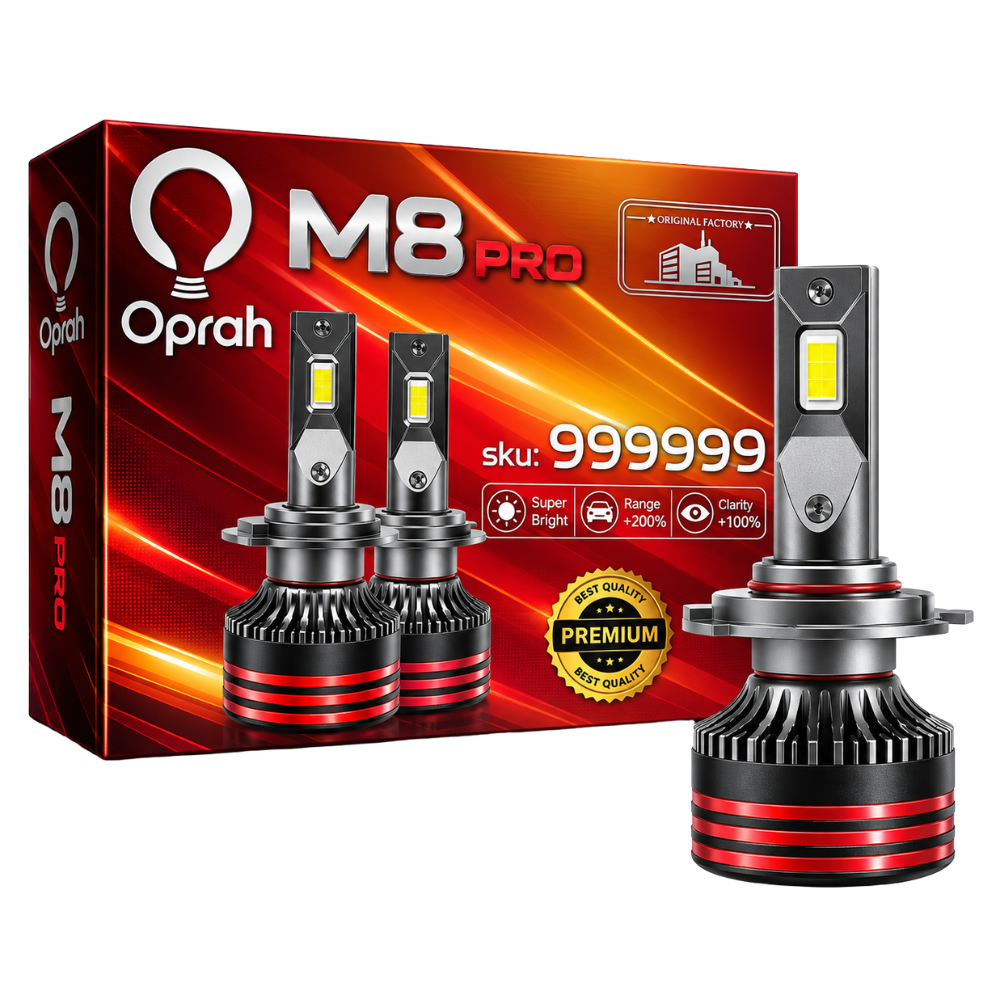 Oprah
M8 PRO
Oprah
M8 PRO
★ORIGINAL FACTORY★
sku: 999999
Super
Bright
Range
+200%
Clarity
+100%
BEST QUALITY
PREMIUM
BEST QUALITY